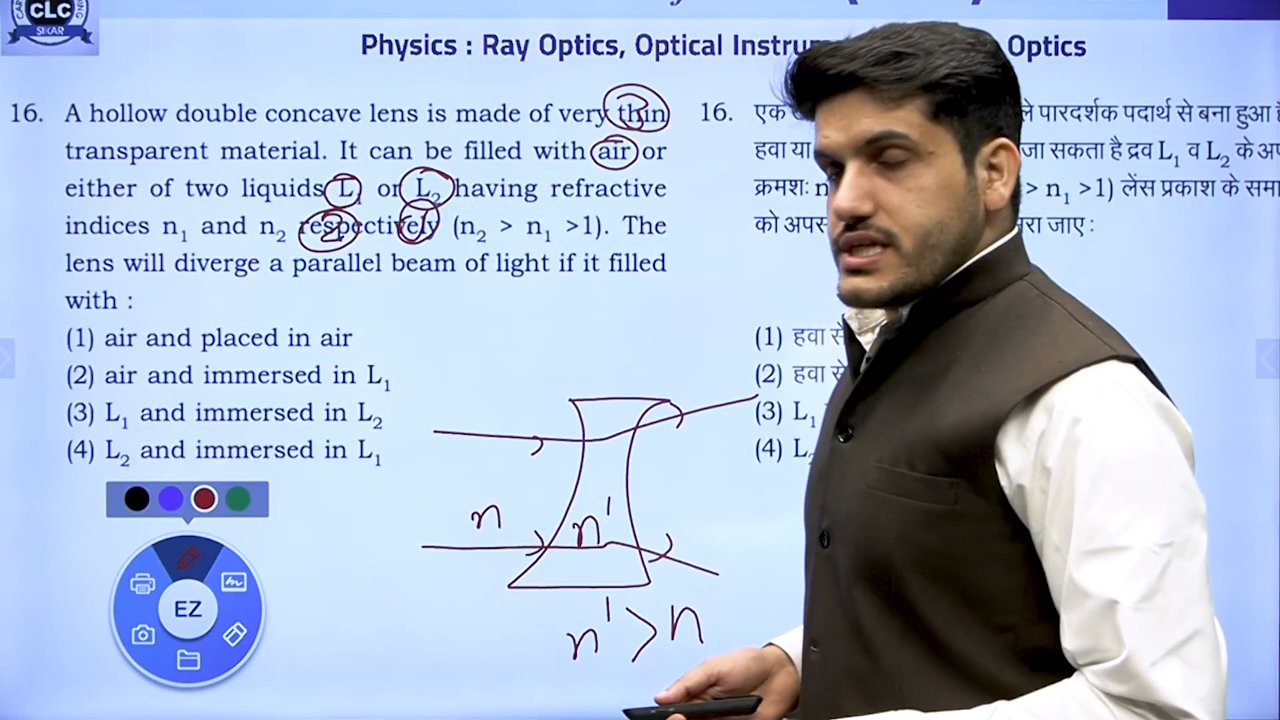 CLC
SIKAR
Physics : Ray Optics, Optical Optics
16. A hollow double concave lens is made of very thin
transparent material. It can be filled with air or
either of two liquids L₁ or L₂ having refractive
indices n₁ and n₂ respectively (n₂ > n₁ >1). The
lens will diverge a parallel beam of light if it filled
with :
(1) air and placed in air
(2) air and immersed in L₁
(3) L₁ and immersed in L₂
(4) L₂ and immersed in L₁
16. एक पारदर्शक पदार्थ से बना हुआ
हवा या जा सकता है द्रव L₁ व L₂ के
क्रमशः > n₁ >1) लेंस प्रकाश के
को जाए :
(1) हवा
(2) हवा
(3) L₁
(4)
3
2
1
n n'
n' > n
EZ